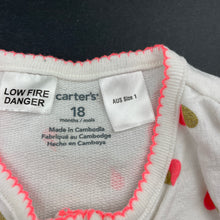 LOW FIRE
DANGER
carter's
18
months / mois
AUS Size 1
Made in Cambodia
Fabriqué au Cambodge
Hecho en Camboya